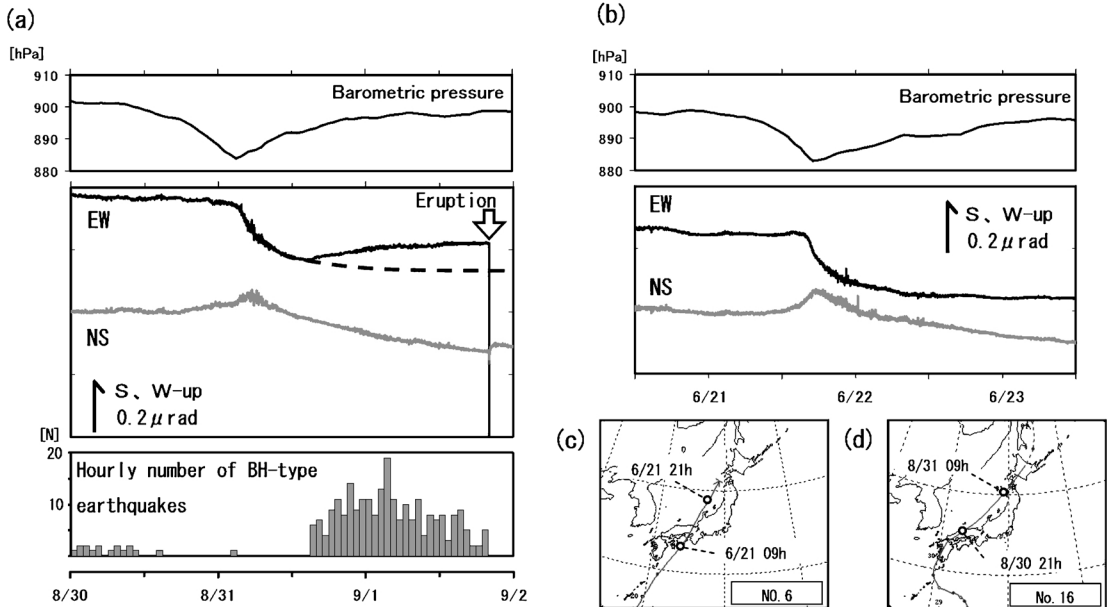 (a)
[hPa]
910
900
890
880
Barometric pressure
EW
NS
Eruption
S、W-up
0.2μrad
[N]
20
10
Hourly number of BH-type
earthquakes
8/30
8/31
9/1
9/2
(b)
[hPa]
910
900
890
880
Barometric pressure
EW
NS
S、W-up
0.2μrad
6/21
6/22
6/23
(c)
6/21 21h
6/21 09h
20
NO.6
(d)
8/31 09h
8/30 21h
30
29
No.16